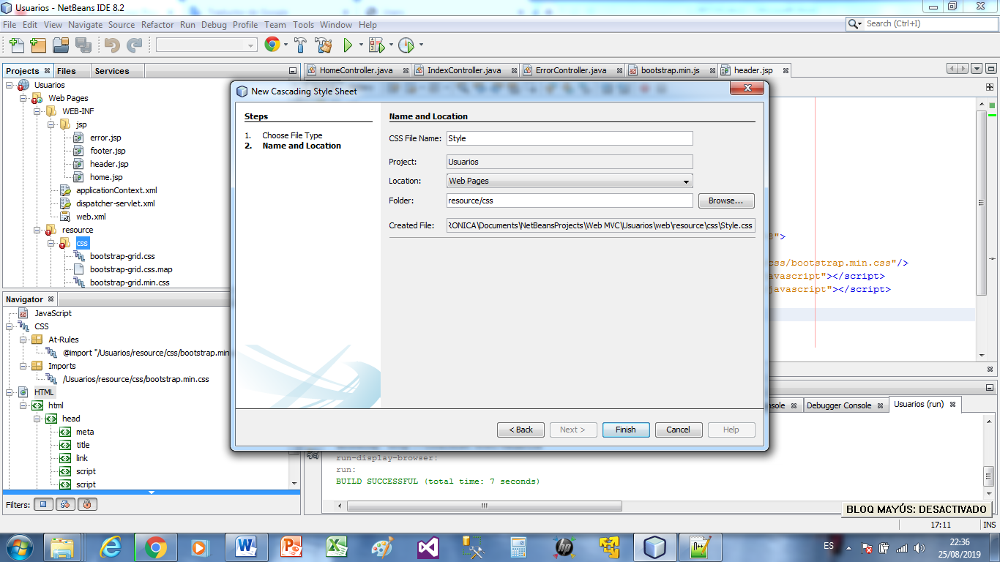 Usuarios - NetBeans IDE 8.2
File Edit View Navigate Source Refactor Run Debug Profile Team Tools Window Help
Search (Ctrl+I)
Projects Files Services
HomeController.java IndexController.java ErrorController.java bootstrap.min.js header.jsp
Usuarios
Web Pages
WEB-INF
jsp
error.jsp
footer.jsp
header.jsp
home.jsp
applicationContext.xml
dispatcher-servlet.xml
web.xml
resource
css
bootstrap-grid.css
bootstrap-grid.css.map
bootstrap-grid.min.css
Navigator
JavaScript
CSS
At-Rules
@import "/Usuarios/resource/css/bootstrap.min
Imports
/Usuarios/resource/css/bootstrap.min.css
HTML
html
head
meta
title
link
script
script
Filters:
New Cascading Style Sheet
Steps
1. Choose File Type
2. Name and Location
Name and Location
CSS File Name: Style
Project: Usuarios
Location: Web Pages
Folder: resource/css
Browse...
Created File: RONICA\Documents\NetBeansProjects\Web MVC\Usuarios\web\resource\css\Style.css
< Back Next > Finish Cancel Help
8">
css/bootstrap.min.css"/>
avascript"></script>
javascript"></script>
nsole Debugger Console Usuarios (run)
run-display-browser:
run:
BUILD SUCCESSFUL (total time: 7 seconds)
BLOQ MAYÚS: DESACTIVADO
17:11 INS
ES
22:36
25/08/2019